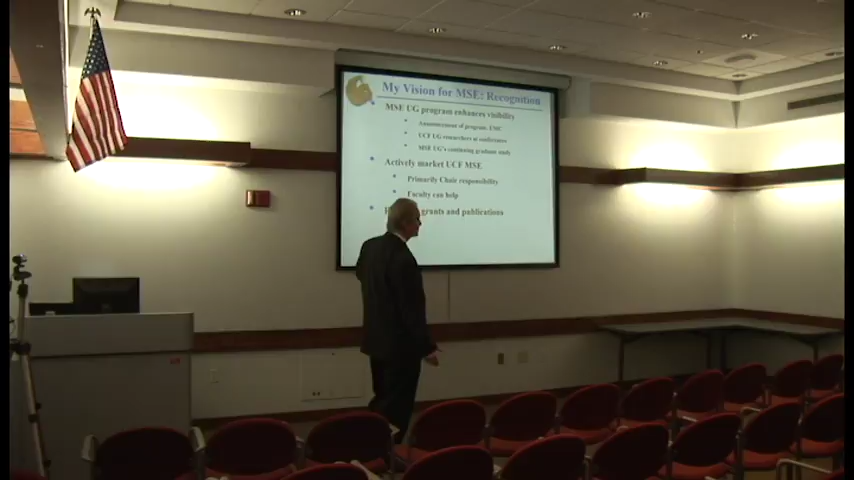 My Vision for MSE: Recognition
MSE UG program enhances visibility
Announcement of program, EMC
UCF UG researchers at conferences
MSE UG's continuing graduate study
Actively market UCF MSE
Primarily Chair responsibility
Faculty can help
grants and publications